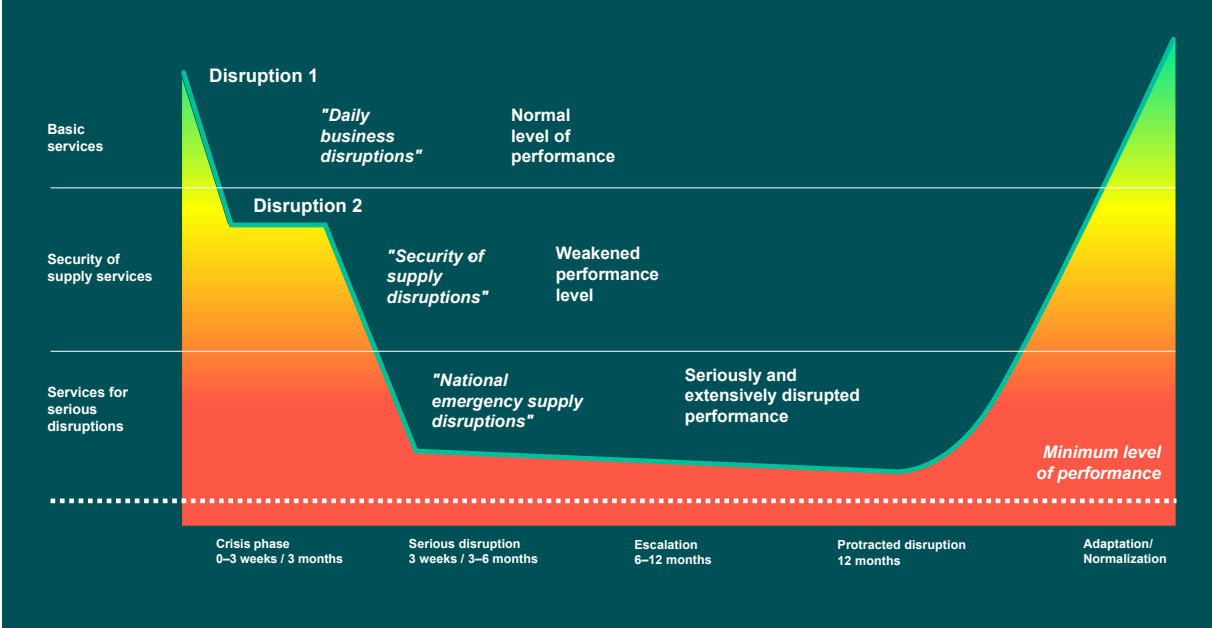 Disruption 1
"Daily
business
disruptions"
Normal
level of
performance
Basic
services
Disruption 2
"Security of
supply
disruptions"
Weakened
performance
level
Security of
supply services
"National
emergency supply
disruptions"
Seriously and
extensively disrupted
performance
Services for
serious
disruptions
Minimum level
of performance
Crisis phase
0–3 weeks / 3 months
Serious disruption
3 weeks / 3–6 months
Escalation
6–12 months
Protracted disruption
12 months
Adaptation/
Normalization